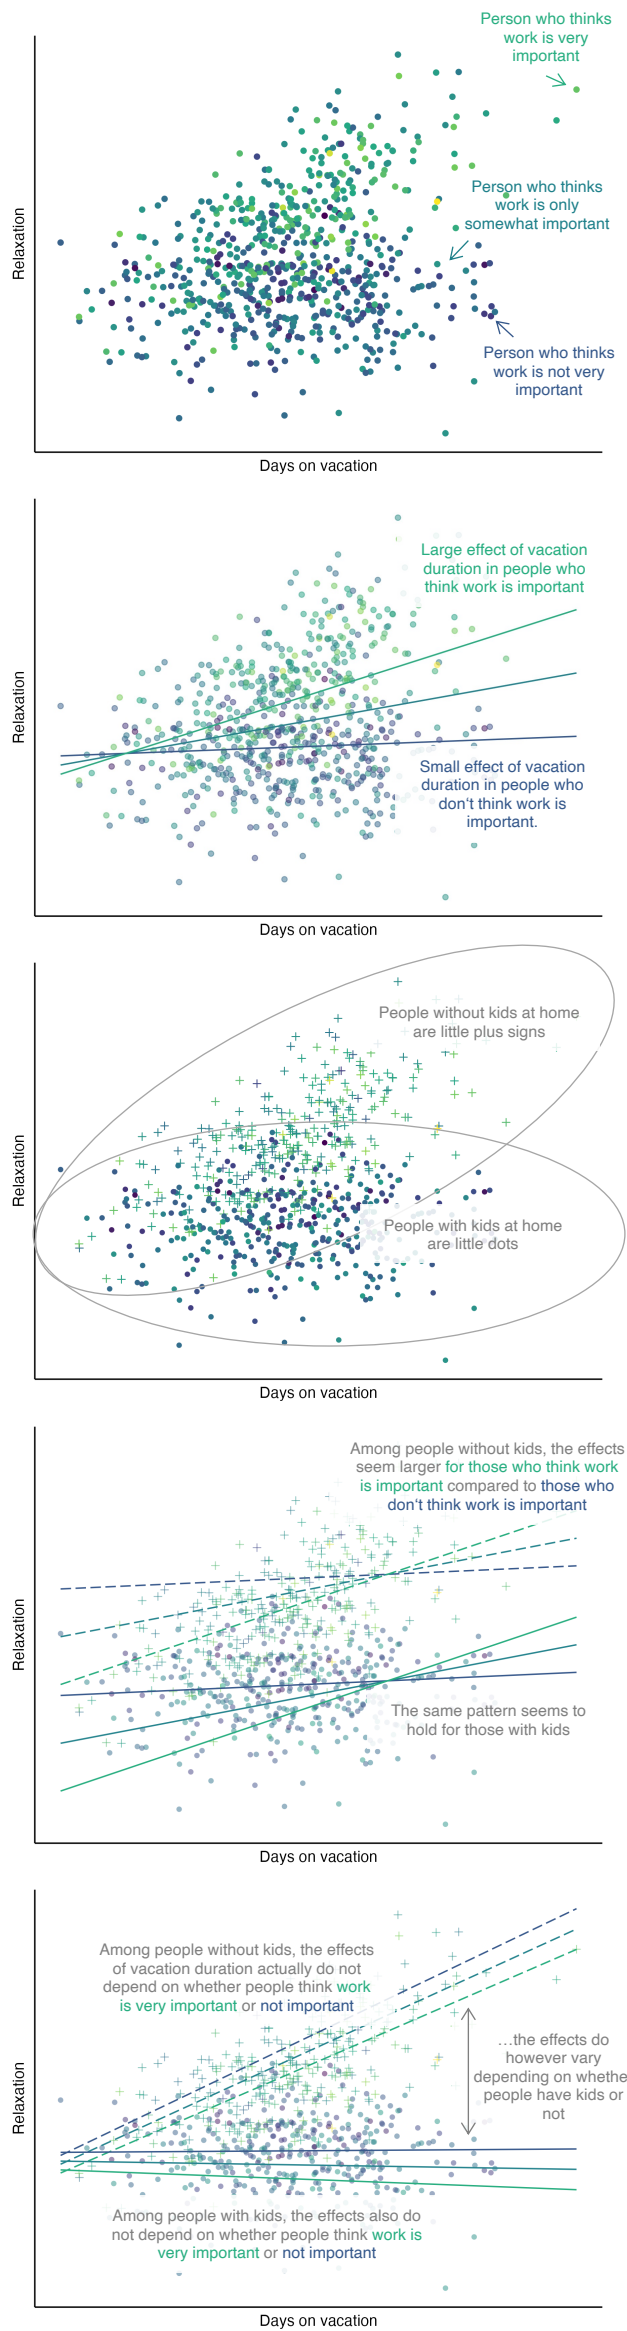 Person who thinks
work is very
important
Person who thinks
work is only
somewhat important
Relaxation
Person who thinks
work is not very
important
Days on vacation
Large effect of vacation
duration in people who
think work is important
Relaxation
Small effect of vacation
duration in people who
don't think work is
important.
Days on vacation
People without kids at home
are little plus signs
Relaxation
People with kids at home
are little dots
Days on vacation
Among people without kids, the effects
seem larger for those who think work
is important compared to those who
don't think work is important
Relaxation
The same pattern seems to
hold for those with kids
Days on vacation
Among people without kids, the effects
of vacation duration actually do not
depend on whether people think work
is very important or not important
…the effects do
however vary
depending on whethe
people have kids or
not
Relaxation
Among people with kids, the effects also do
not depend on whether people think work is
very important or not important
Days on vacation